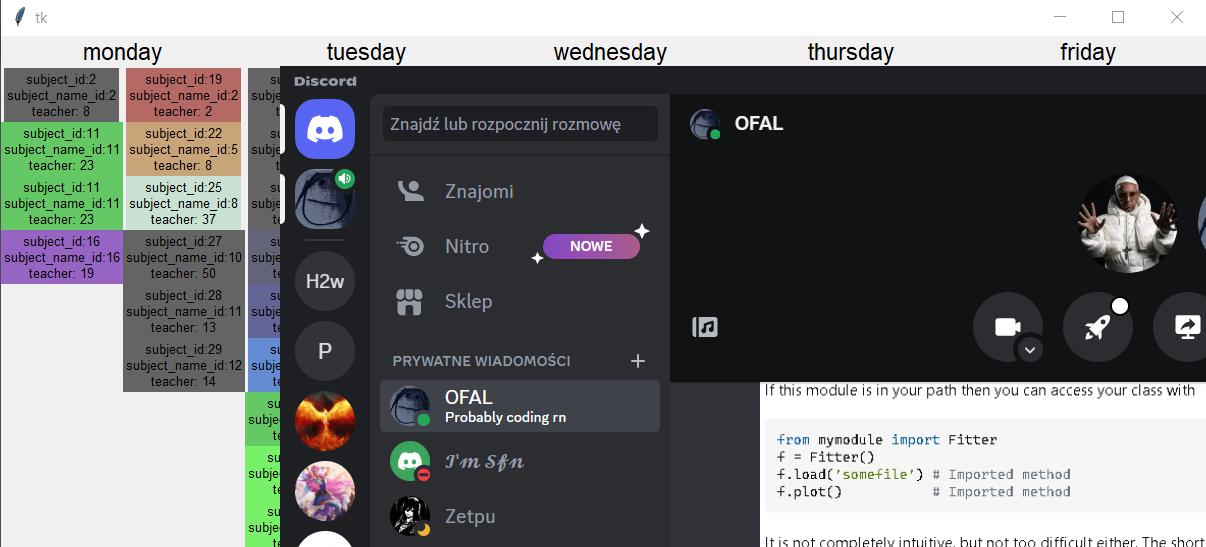 tk
monday tuesday wednesday thursday friday
subject_id:2
subject_name_id:2
teacher: 8
subject_id:11
subject_name_id:11
teacher: 23
subject_id:11
subject_name_id:11
teacher: 23
subject_id:16
subject_name_id:16
teacher: 19
subject_id:19
subject_name_id:2
teacher: 2
subject_id:22
subject_name_id:5
teacher: 8
subject_id:25
subject_name_id:8
teacher: 37
subject_id:27
subject_name_id:10
teacher: 50
subject_id:28
subject_name_id:11
teacher: 13
subject_id:29
subject_name_id:12
teacher: 14
Discord
H2w
P
Znajdź lub rozpocznij rozmowę
Znajomi
Nitro NOWE
Sklep
PRYWATNE WIADOMOŚCI
OFAL
Probably coding rn
I'm Sfn
Zetpu
OFAL
If this module is in your path then you can access your class with
from mymodule import Fitter
f = Fitter()
f.load('somefile') # Imported method
f.plot() # Imported method
It is not completely intuitive, but not too difficult either. The short